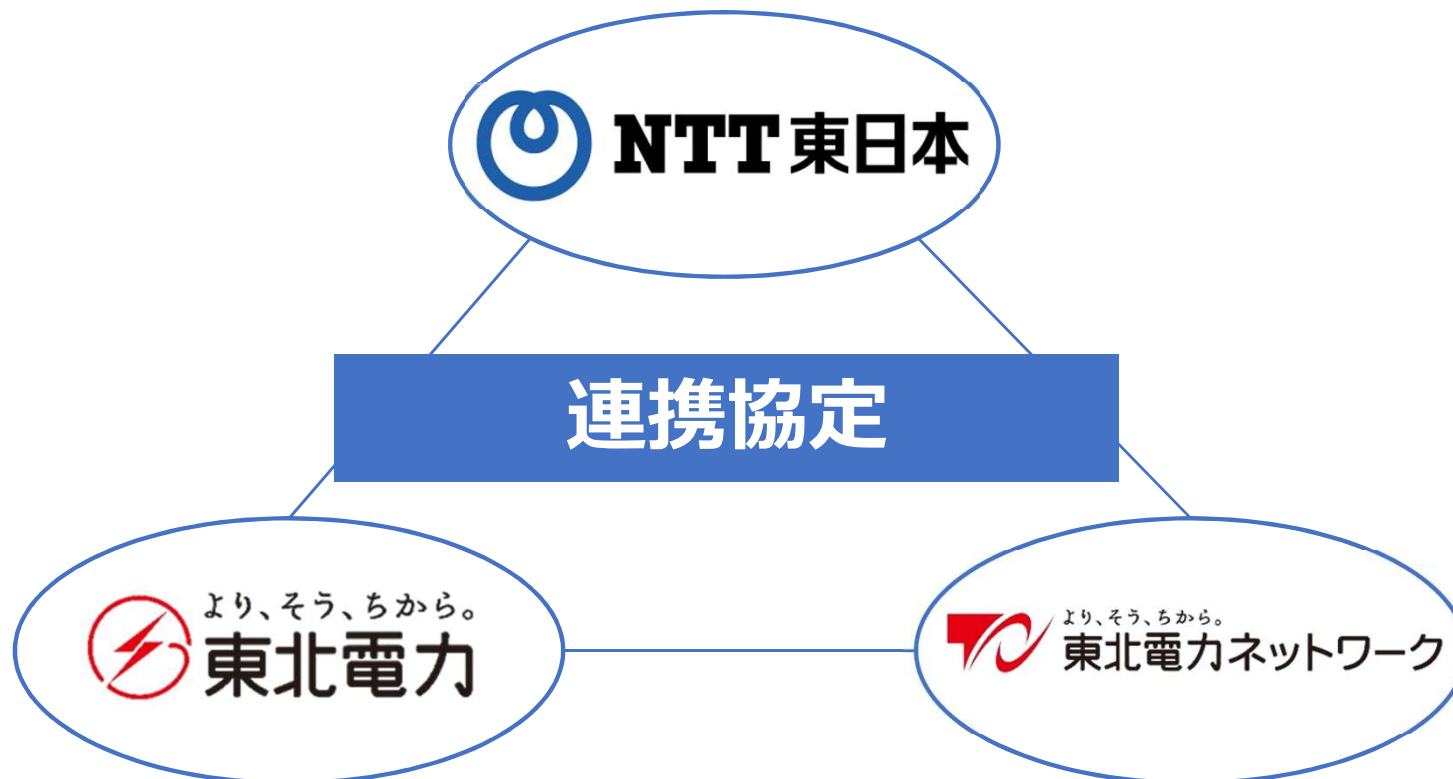 NTT東日本
連携協定
より、そう、ちから。
東北電力
より、そう、ちから。
東北電力ネットワーク